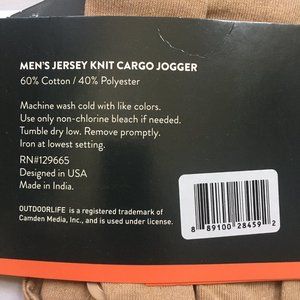 MEN'S JERSEY KNIT CARGO JOGGER
60% Cotton / 40% Polyester
Machine wash cold with like colors.
Use only non-chlorine bleach if needed.
Tumble dry low. Remove promptly.
Iron at lowest setting.
RN#129665
Designed in USA
Made in India.
OUTDOORLIFE is a registered trademark of
Camden Media, Inc., and is used under license.
8 89100 28459 2